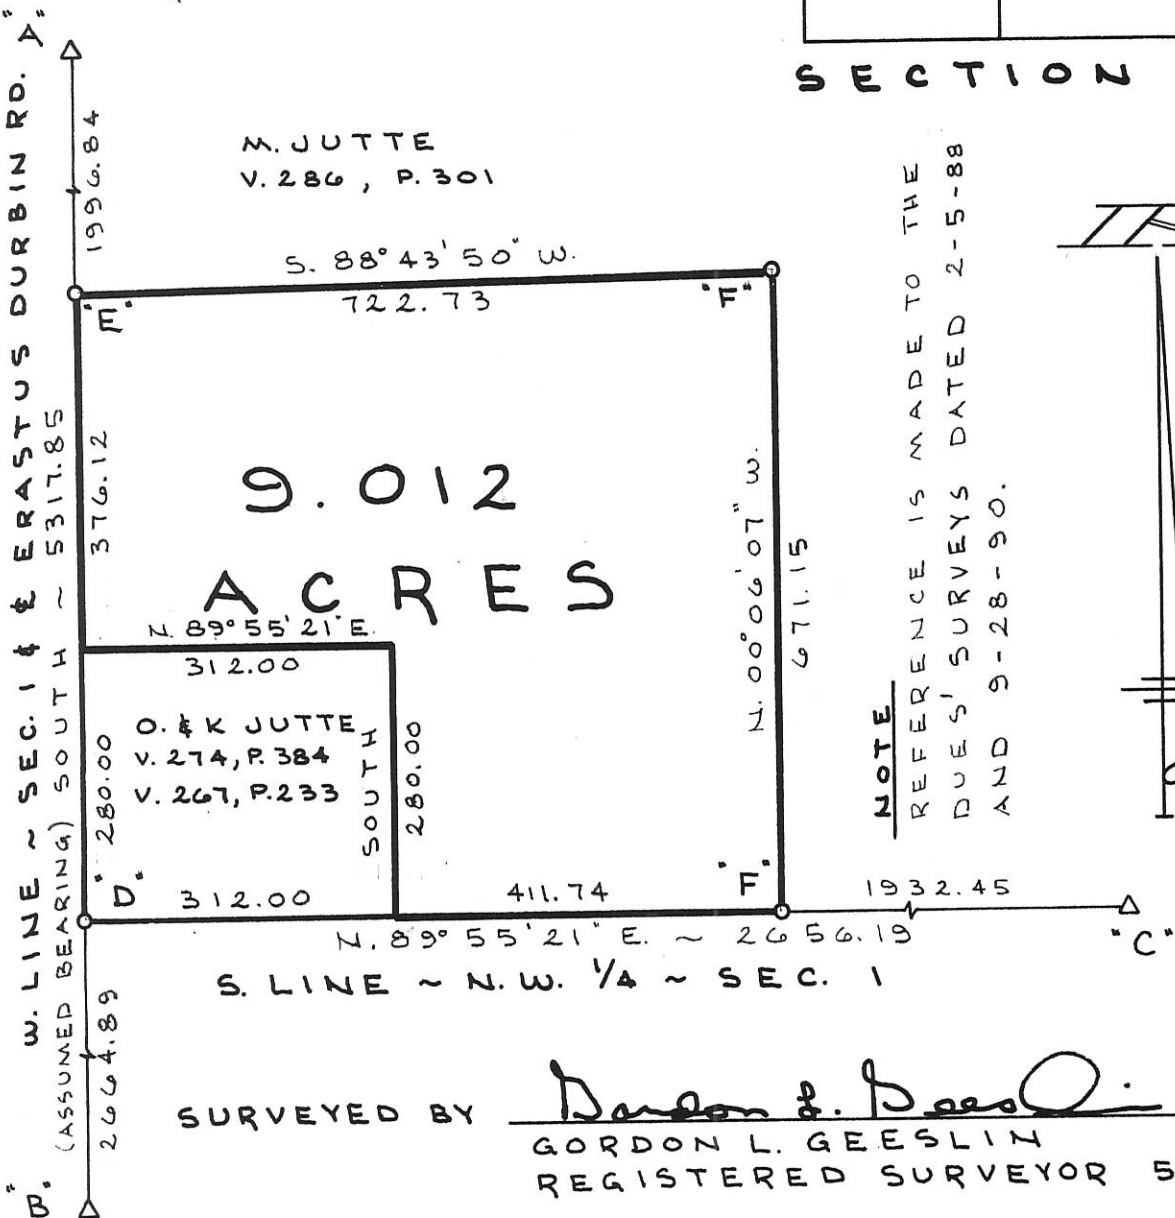 "A"
SECTION
M. JUTTE
V. 286, P. 301
1996.84
S. 88° 43' 50" W.
722.73
"E"
"F"
W. LINE ~ SEC. 1 & ℄ ERASTUS DURBIN RD.
(ASSUMED BEARING) SOUTH ~ 5317.85
376.12
9.012
ACRES
N. 00° 06' 07" W.
671.15
N. 89° 55' 21" E.
312.00
O. & K JUTTE
V. 274, P. 384
V. 267, P. 233
280.00
SOUTH
280.00
NOTE
REFERENCE IS MADE TO THE
DUES' SURVEYS DATED 2-5-88
AND 9-28-90.
"D"
312.00
411.74
"F"
1932.45
"C"
N. 89° 55' 21" E. ~ 2656.19
S. LINE ~ N.W. 1/4 ~ SEC. 1
2664.89
"B"
SURVEYED BY Gordon L. Geeslin
GORDON L. GEESLIN
REGISTERED SURVEYOR 5